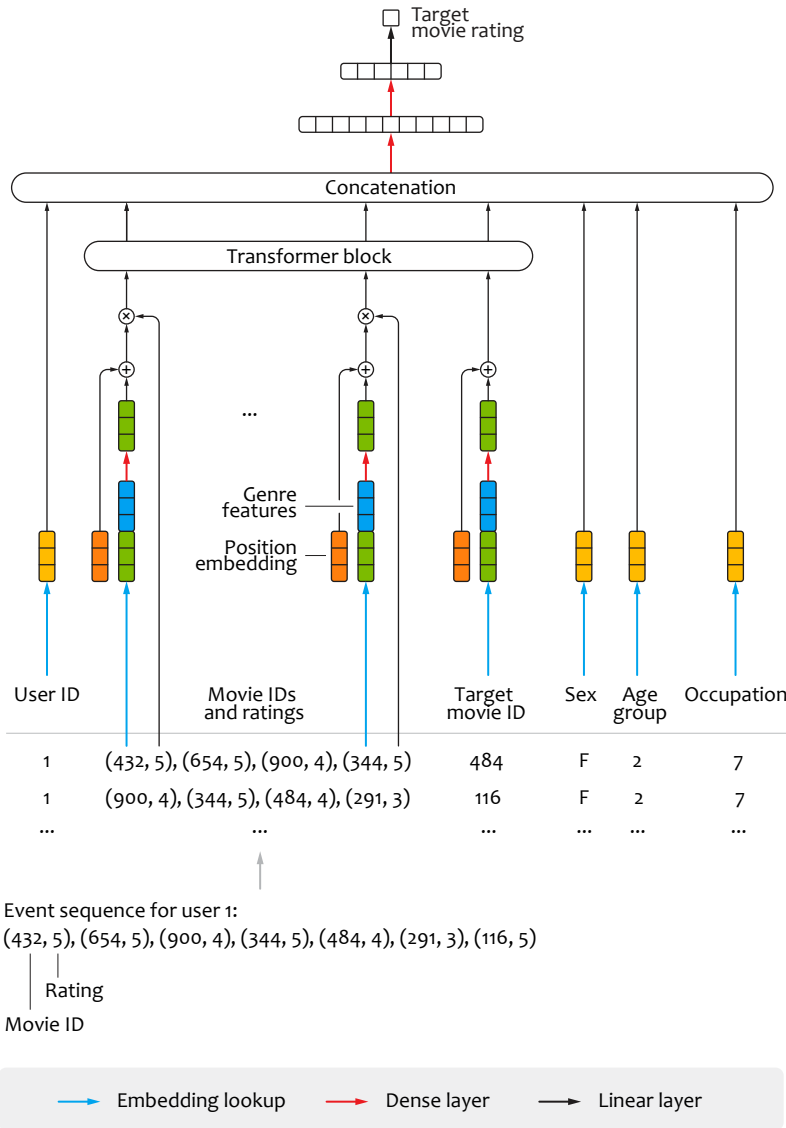 Target
movie rating
Concatenation
Transformer block
...
Genre
features
Position
embedding
User ID
Movie IDs
and ratings
Target
movie ID
Sex
Age
group
Occupation
1 (432, 5), (654, 5), (900, 4), (344, 5) 484 F 2 7
1 (900, 4), (344, 5), (484, 4), (291, 3) 116 F 2 7
... ... ... ... ... ...
Event sequence for user 1:
(432, 5), (654, 5), (900, 4), (344, 5), (484, 4), (291, 3), (116, 5)
Rating
Movie ID
Embedding lookup Dense layer Linear layer